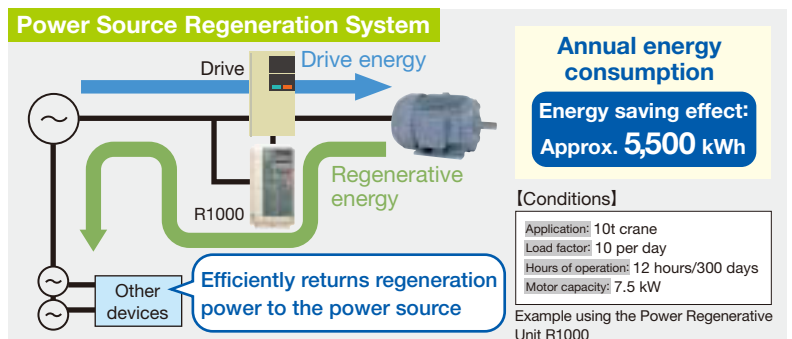 Power Source Regeneration System
Drive
Drive energy
Regenerative
energy
R1000
Other
devices
Efficiently returns regeneration
power to the power source
Annual energy
consumption
Energy saving effect:
Approx. 5,500 kWh
【Conditions】
Application: 10t crane
Load factor: 10 per day
Hours of operation: 12 hours/300 days
Motor capacity: 7.5 kW
Example using the Power Regenerative
Unit R1000